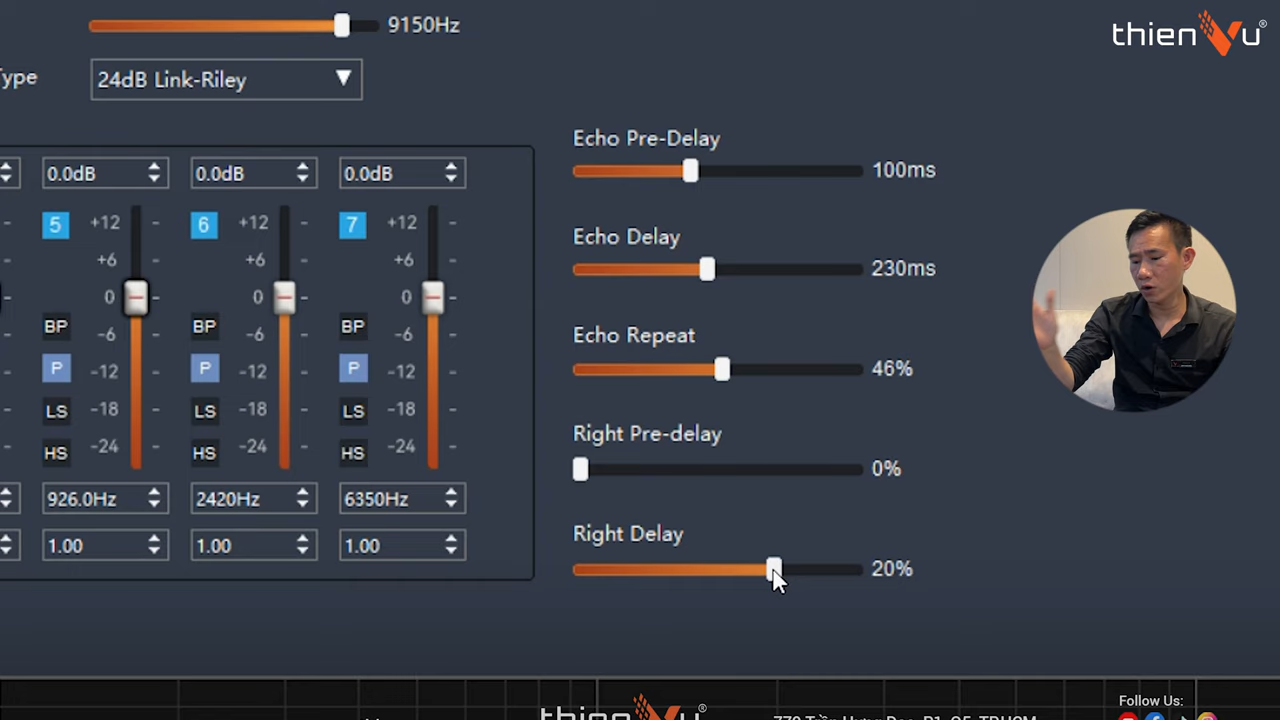 9150Hz
thienVu®
Type
24dB Link-Riley
0.0dB
0.0dB
0.0dB
5 +12
+6
0
BP -6
P -12
LS -18
HS -24
6 +12
+6
0
BP -6
P -12
LS -18
HS -24
7 +12
+6
0
BP -6
P -12
LS -18
HS -24
926.0Hz
2420Hz
6350Hz
1.00
1.00
1.00
Echo Pre-Delay
100ms
Echo Delay
230ms
Echo Repeat
46%
Right Pre-delay
0%
Right Delay
20%
thienVu®
Follow Us: